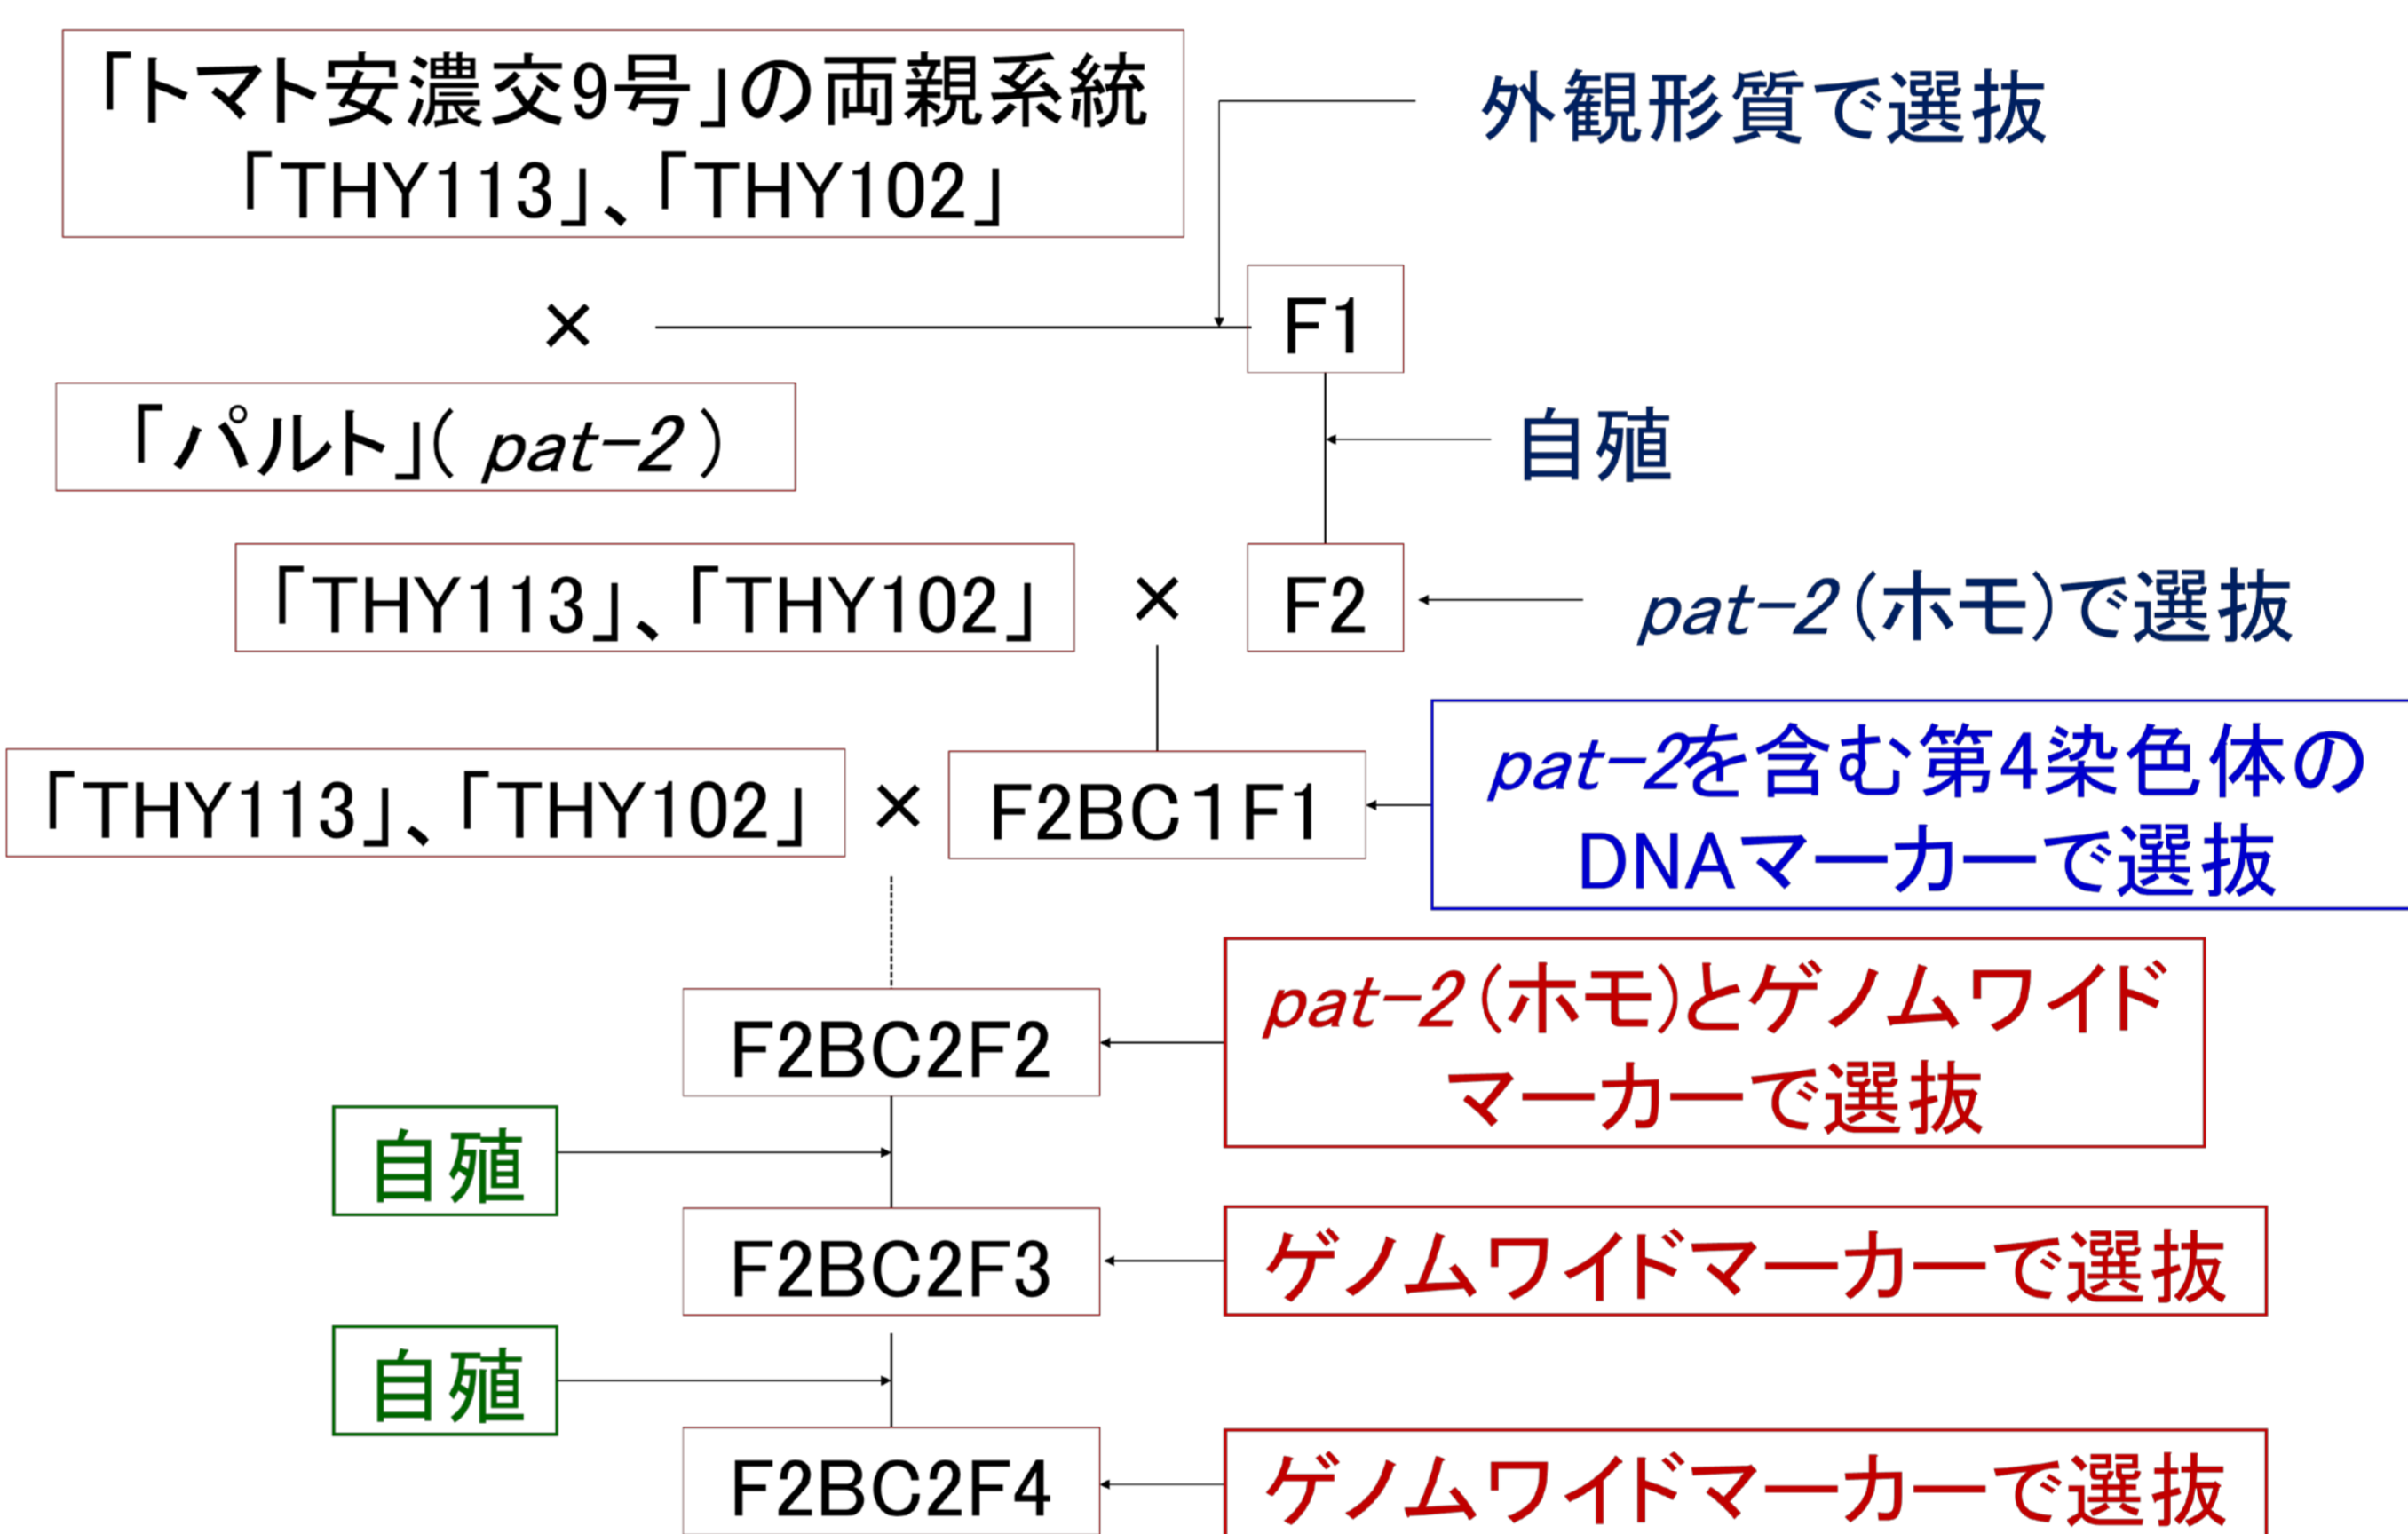 「トマト安濃交9号」の両親系統
「THY113」、「THY102」
外観形質で選抜
×
F1
「パルト」( pat-2 )
自殖
「THY113」、「THY102」
×
F2
pat-2(ホモ)で選抜
pat-2を含む第4染色体の
DNAマーカーで選抜
「THY113」、「THY102」
×
F2BC1F1
pat-2(ホモ)とゲノムワイド
マーカーで選抜
F2BC2F2
自殖
F2BC2F3
ゲノムワイドマーカーで選抜
自殖
F2BC2F4
ゲノムワイドマーカーで選抜